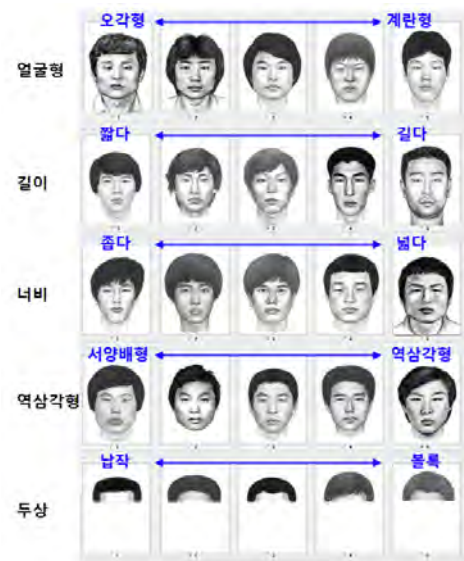 오각형 계란형
얼굴형
짧다 길다
길이
좁다 넓다
너비
서양배형 역삼각형
역삼각형
납작 볼록
두상